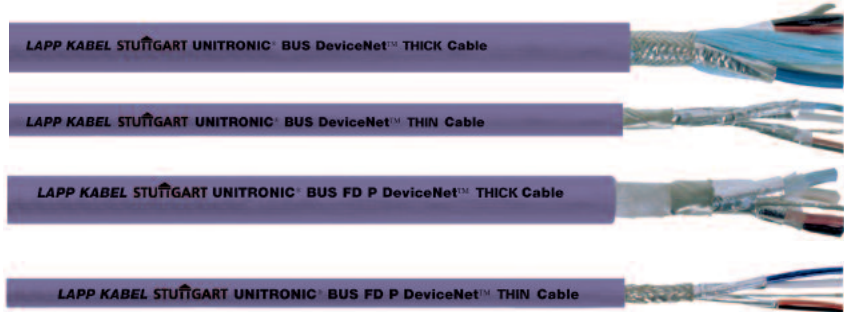 LAPP KABEL STUTTGART UNITRONIC® BUS DeviceNet™ THICK Cable
LAPP KABEL STUTTGART UNITRONIC® BUS DeviceNet™ THIN Cable
LAPP KABEL STUTTGART UNITRONIC® BUS FD P DeviceNet™ THICK Cable
LAPP KABEL STUTTGART UNITRONIC® BUS FD P DeviceNet™ THIN Cable